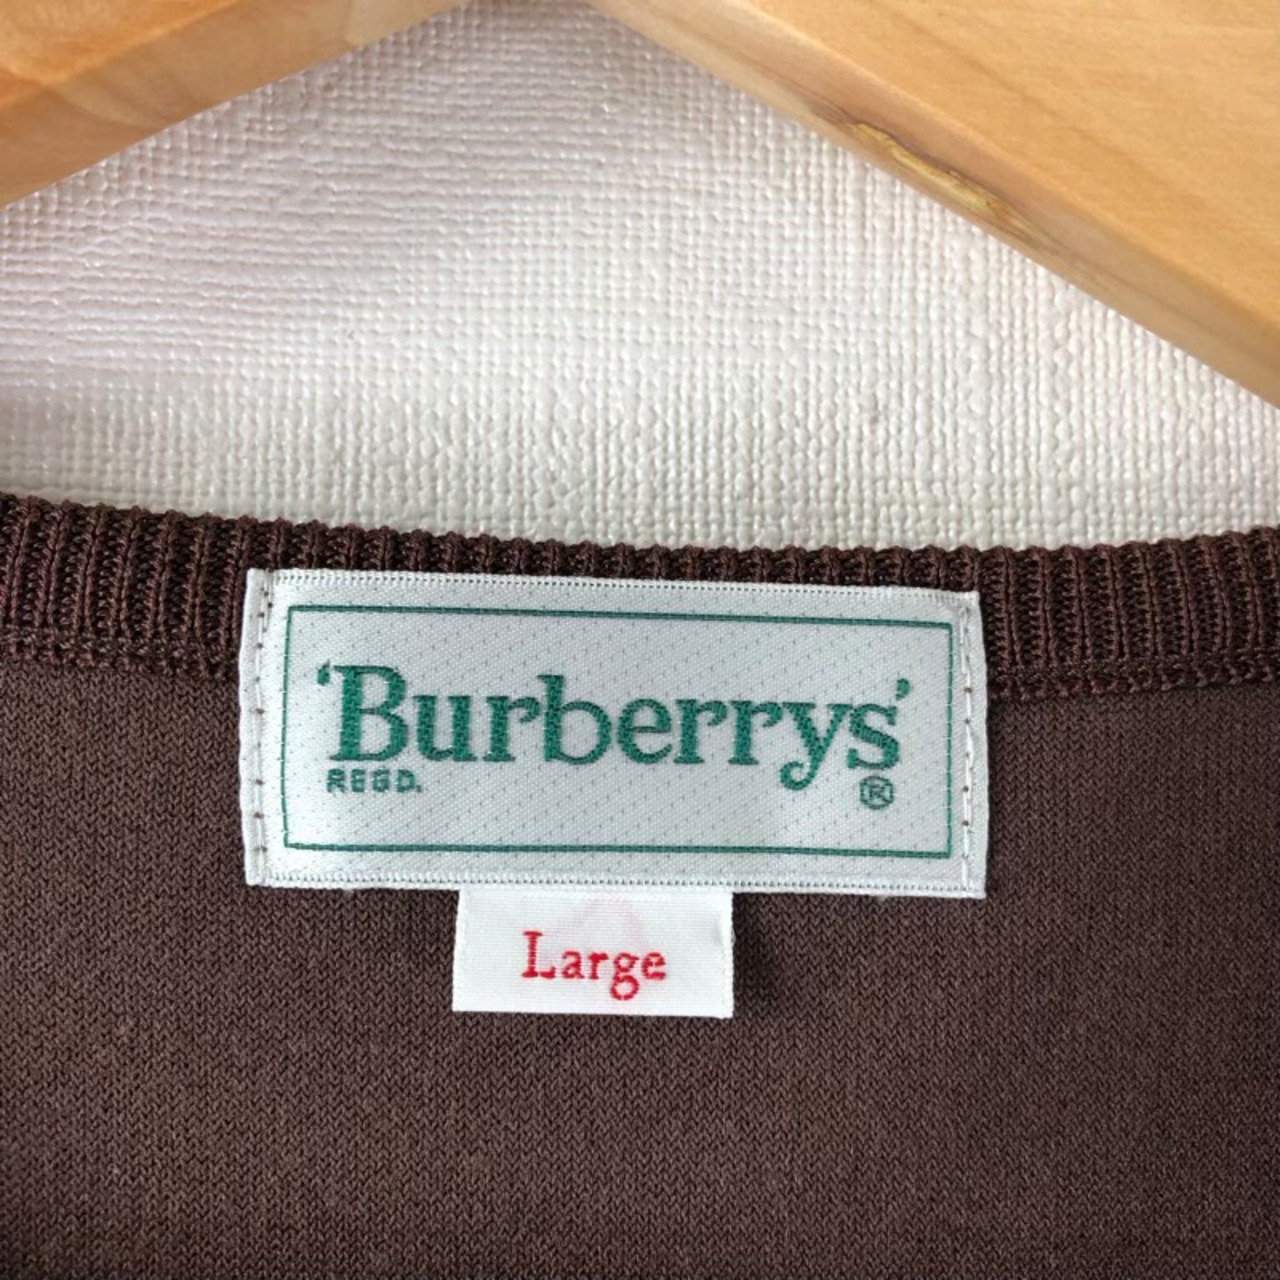 ‘Burberrys’
REGD.
®
Large